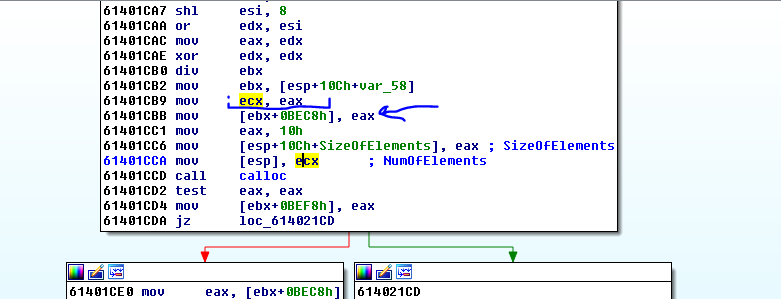 61401CA7 shl     esi, 8
61401CAA or      edx, esi
61401CAC mov     eax, edx
61401CAE xor     edx, edx
61401CB0 div     ebx
61401CB2 mov     ebx, [esp+10Ch+var_58]
61401CB9 mov     ecx, eax
61401CBB mov     [ebx+0BEC8h], eax
61401CC1 mov     eax, 10h
61401CC6 mov     [esp+10Ch+SizeOfElements], eax ; SizeOfElements
61401CCA mov     [esp], ecx      ; NumOfElements
61401CCD call    calloc
61401CD2 test    eax, eax
61401CD4 mov     [ebx+0BEF8h], eax
61401CDA jz      loc_614021CD
61401CE0 mov     eax, [ebx+0BEC8h]
614021CD